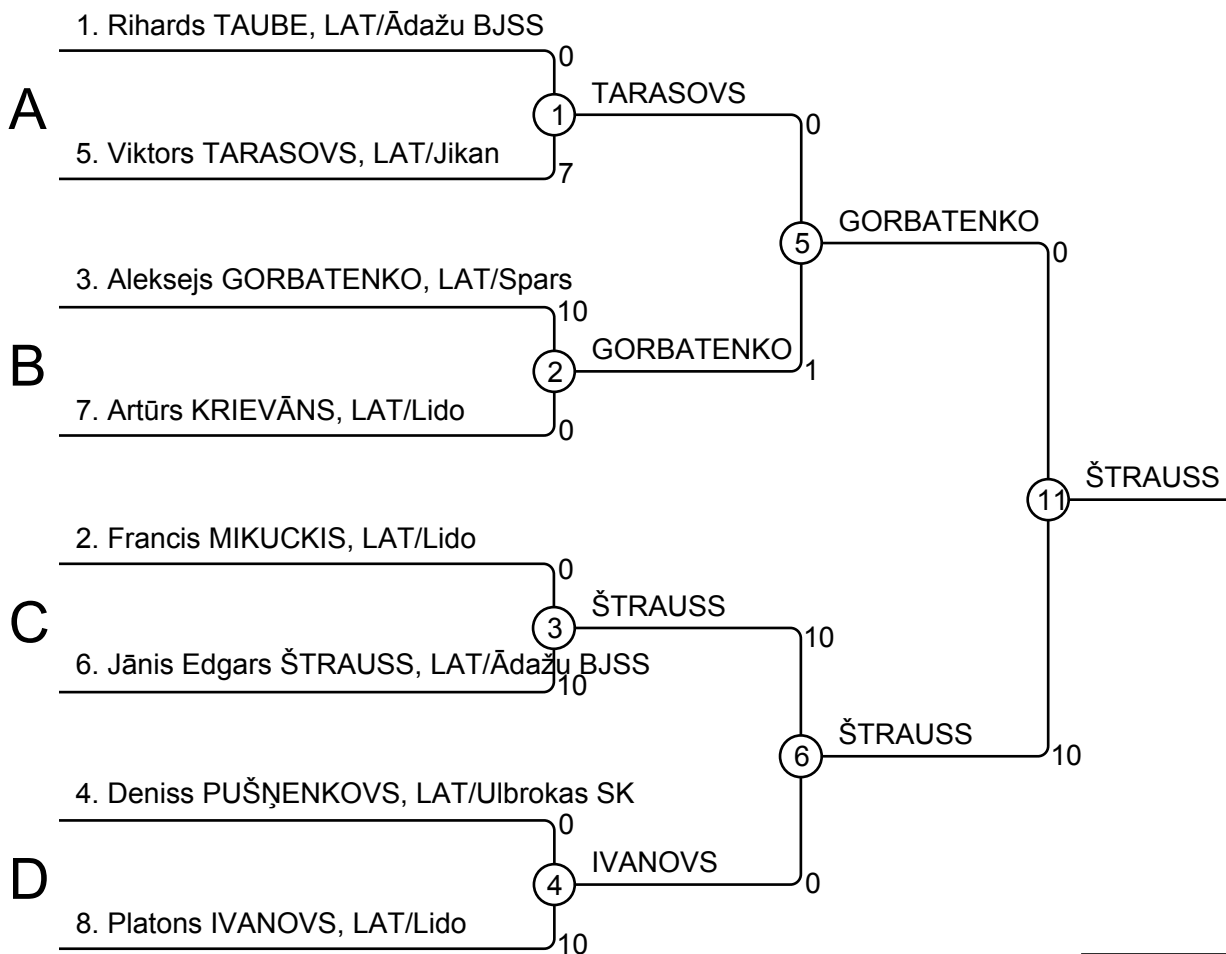 1. Rihards TAUBE, LAT/Ādažu BJSS
0
A
1
TARASOVS
0
5. Viktors TARASOVS, LAT/Jikan
7
5
GORBATENKO
0
3. Aleksejs GORBATENKO, LAT/Spars
10
B
2
GORBATENKO
1
7. Artūrs KRIEVĀNS, LAT/Lido
0
11
ŠTRAUSS
2. Francis MIKUCKIS, LAT/Lido
0
C
3
ŠTRAUSS
10
6. Jānis Edgars ŠTRAUSS, LAT/Ādažu BJSS
10
6
ŠTRAUSS
10
4. Deniss PUŠŅENKOVS, LAT/Ulbrokas SK
0
D
4
IVANOVS
0
8. Platons IVANOVS, LAT/Lido
10